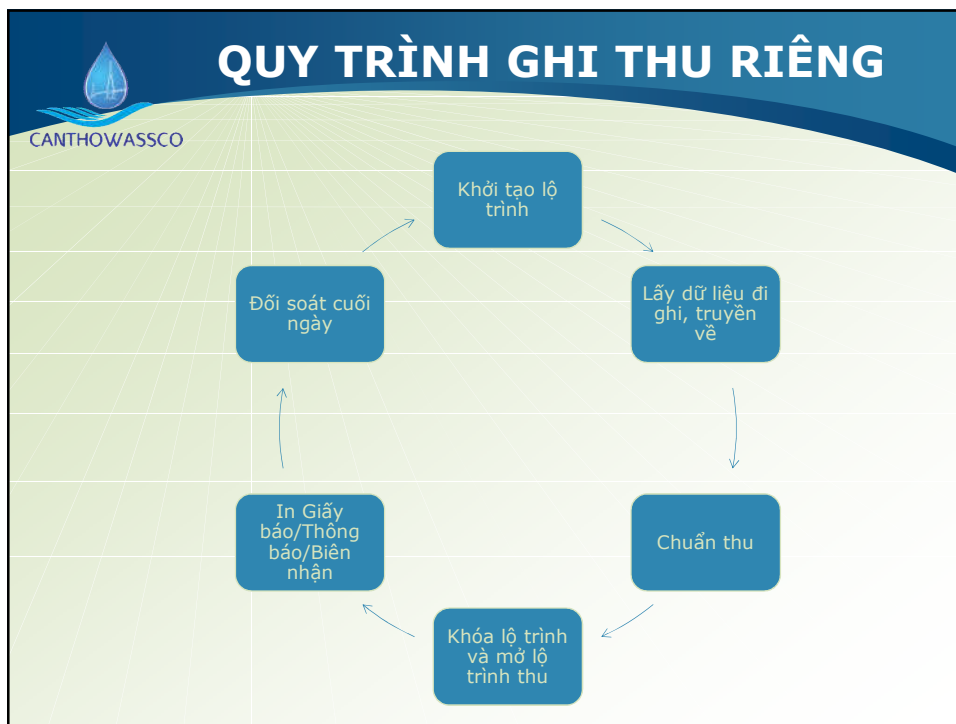 QUY TRÌNH GHI THU RIÊNG
CANTHOWASSCO
Khởi tạo lộ
trình
Lấy dữ liệu đi
ghi, truyền
về
Chuẩn thu
Khóa lộ trình
và mở lộ
trình thu
In Giấy
báo/Thông
báo/Biên
nhận
Đối soát cuối
ngày